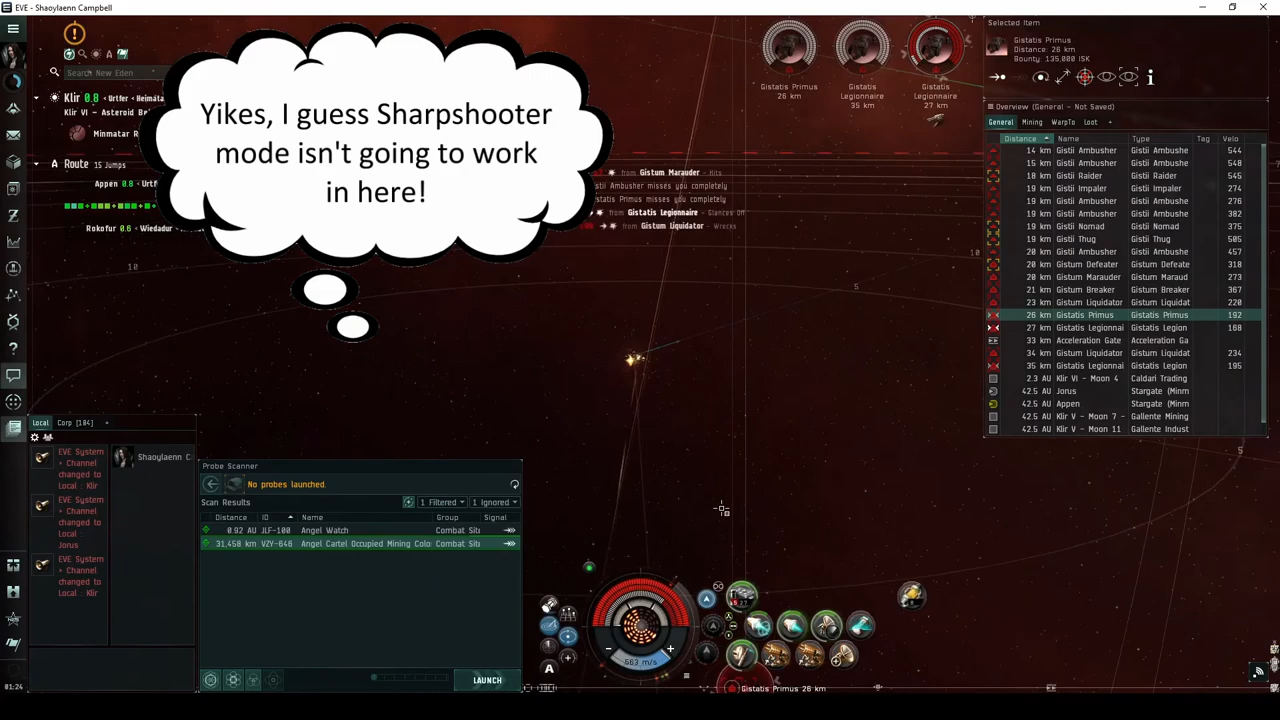 EVE - Shaoylaenn Campbell
Search New Eden
Klir 0.8
Klir VI - Asteroid Be
Minmatar R
Route 15 Jumps
Appen 0.8
Rokofur 0.6 < Wiedadur
Yikes, I guess Sharpshooter
mode isn't going to work
in here!
Gistatis Primus
26 km
Gistatis
Legionnaire
35 km
Gistatis
Legionnaire
27 km
from Gistum Marauder - Hits
Gistii Ambusher misses you completely
Gistatis Primus misses you completely
from Gistatis Legionnaire - Glances Off
from Gistum Liquidator - Wrecks
10
10
5
5
Selected Item
Gistatis Primus
Distance: 26 km
Bounty: 135,000 ISK
Overview (General - Not Saved)
General Mining WarpTo Loot +
Distance Name Type Tag Velo
14 km Gistii Ambusher Gistii Ambushe 544
15 km Gistii Ambusher Gistii Ambushe 548
18 km Gistii Raider Gistii Raider 545
19 km Gistii Impaler Gistii Impaler 274
19 km Gistii Ambusher Gistii Ambushe 276
19 km Gistii Ambusher Gistii Ambushe 382
19 km Gistii Nomad Gistii Nomad 375
19 km Gistii Thug Gistii Thug 505
20 km Gistii Ambusher Gistii Ambushe 457
20 km Gistum Defeater Gistum Defeate 318
20 km Gistum Marauder Gistum Maraud 273
21 km Gistum Breaker Gistum Breaker 367
23 km Gistum Liquidator Gistum Liquidat 220
26 km Gistatis Primus Gistatis Primus 192
27 km Gistatis Legionnai Gistatis Legion 168
33 km Acceleration Gate Acceleration Ga
34 km Gistum Liquidator Gistum Liquidat 234
35 km Gistatis Legionnai Gistatis Legion 195
2.3 AU Klir VI - Moon 4 Caldari Trading
42.5 AU Jorus Stargate (Minm
42.5 AU Appen Stargate (Minm
42.5 AU Klir V - Moon 7 - Gallente Mining
42.5 AU Klir V - Moon 11 Gallente Indust
Local Corp [184] +
EVE System
> Channel
changed to
Local : Klir
EVE System
> Channel
changed to
Local :
Jorus
EVE System
> Channel
changed to
Local : Klir
Shaoylaenn C
Probe Scanner
No probes launched.
Scan Results
1 Filtered
1 Ignored
Distance ID Name Group Signal
0.92 AU JLF-100 Angel Watch Combat Sit
31,458 km VZY-646 Angel Cartel Occupied Mining Colo Combat Sit
LAUNCH
563 m/s
Gistatis Primus 26 km
01:24